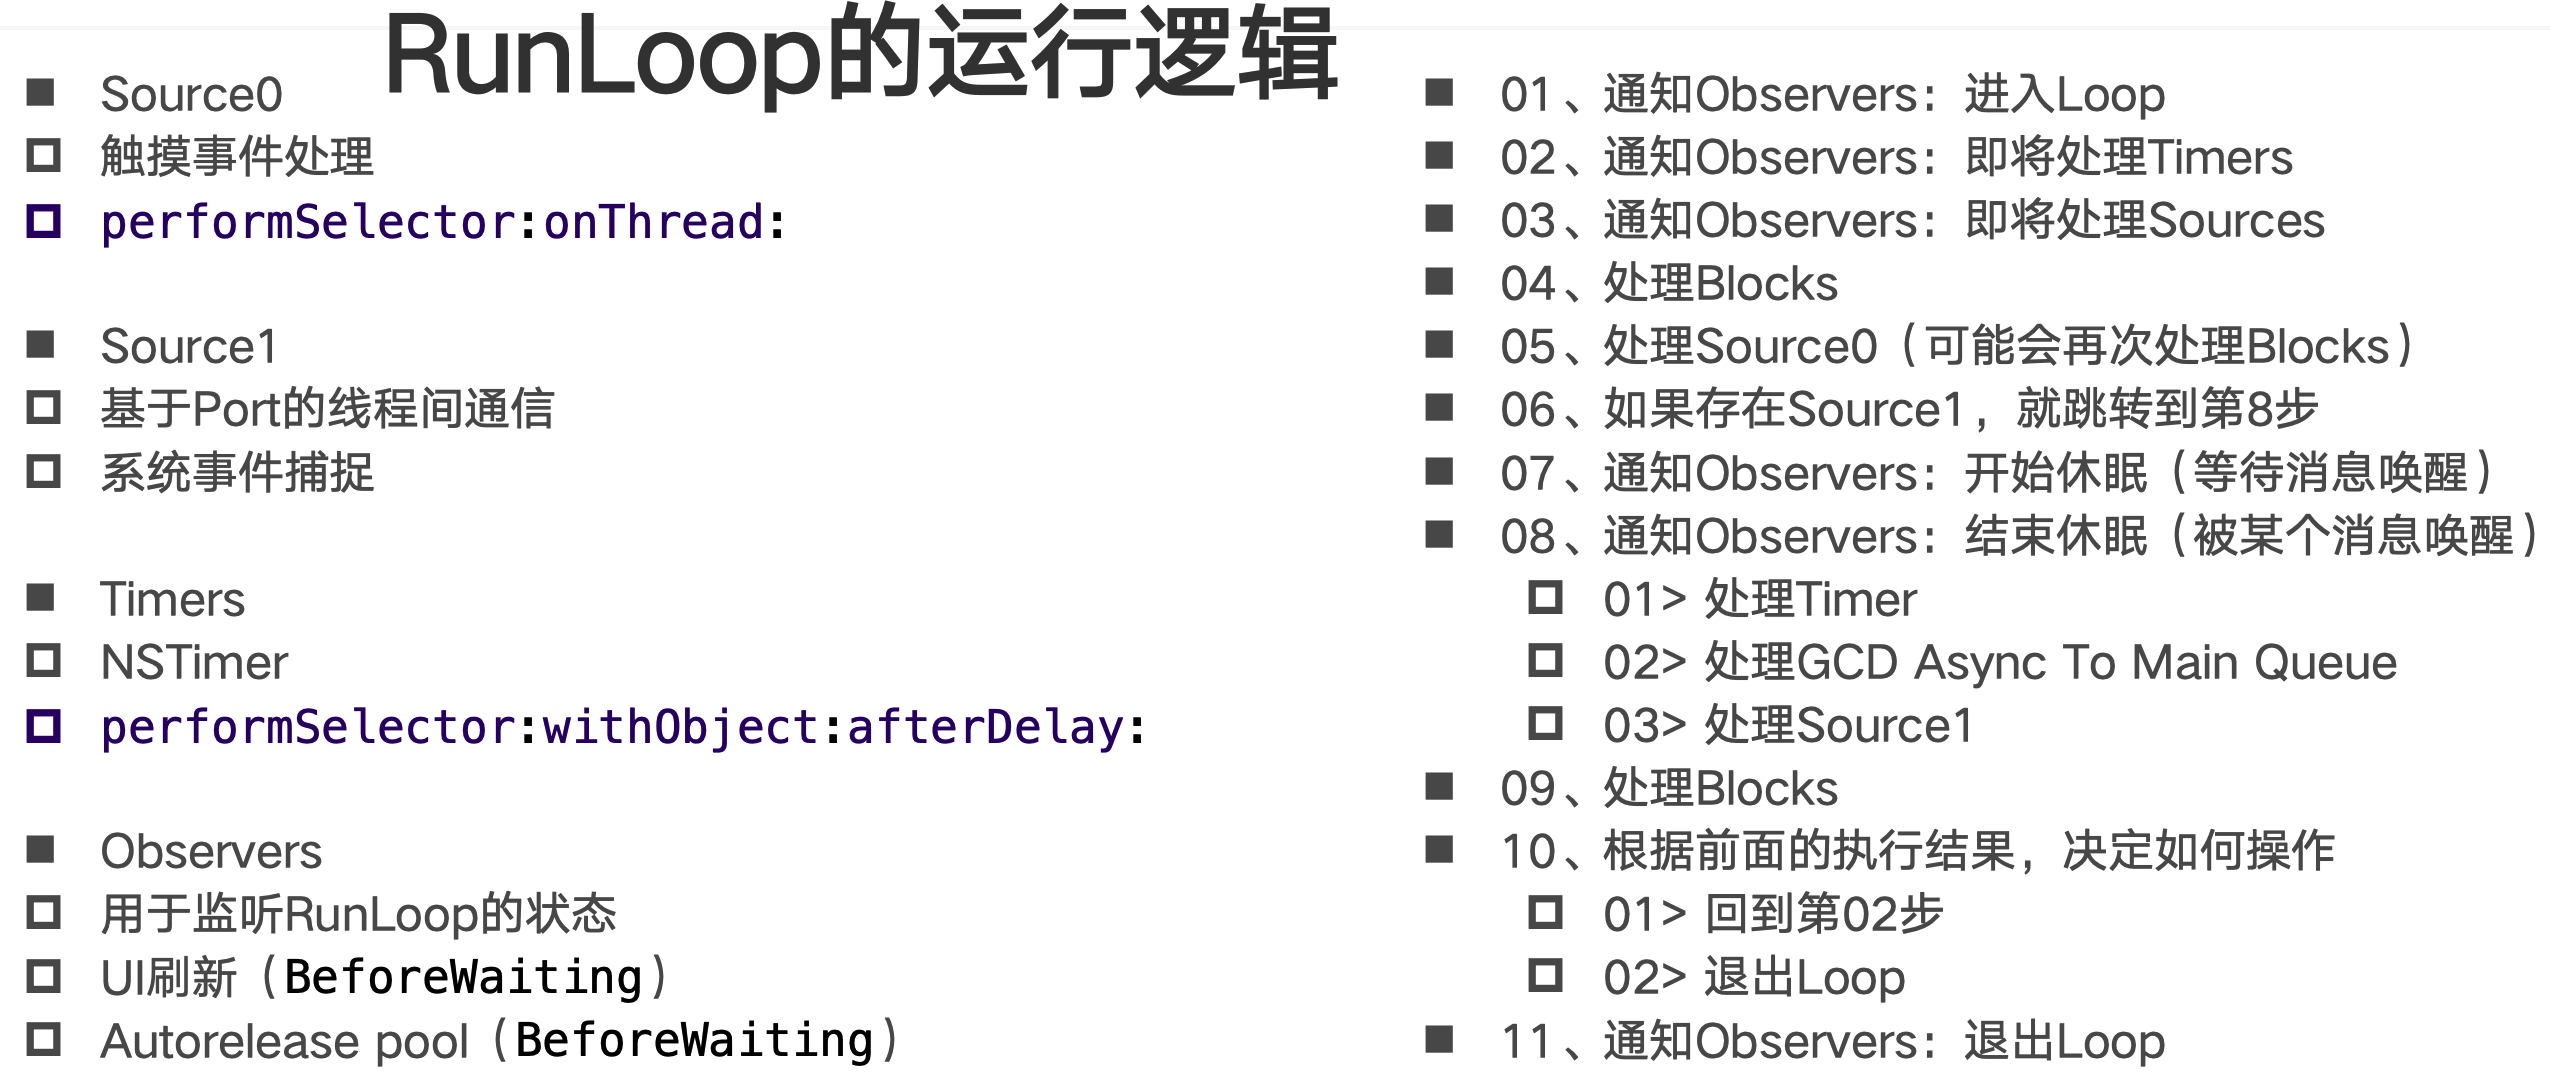 RunLoop的运行逻辑
Source0
触摸事件处理
performSelector:onThread:
Source1
基于Port的线程间通信
系统事件捕捉
Timers
NSTimer
performSelector:withObject:afterDelay:
Observers
用于监听RunLoop的状态
UI刷新（BeforeWaiting）
Autorelease pool（BeforeWaiting）
01、通知Observers：进入Loop
02、通知Observers：即将处理Timers
03、通知Observers：即将处理Sources
04、处理Blocks
05、处理Source0（可能会再次处理Blocks）
06、如果存在Source1，就跳转到第8步
07、通知Observers：开始休眠（等待消息唤醒）
08、通知Observers：结束休眠（被某个消息唤醒）
01> 处理Timer
02> 处理GCD Async To Main Queue
03> 处理Source1
09、处理Blocks
10、根据前面的执行结果，决定如何操作
01> 回到第02步
02> 退出Loop
11、通知Observers：退出Loop